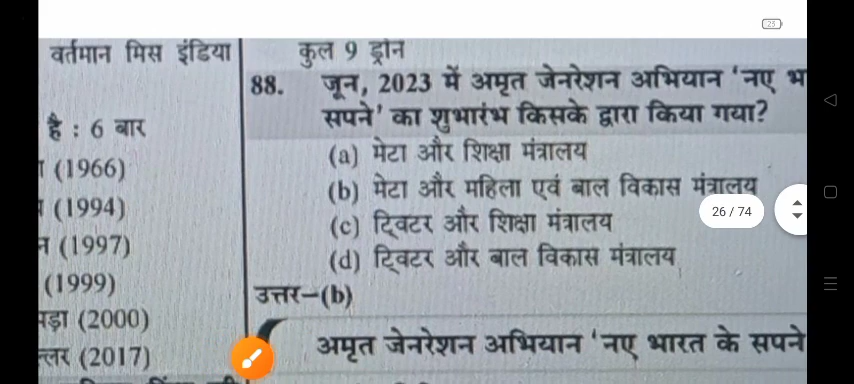 वर्तमान मिस इंडिया
है : 6 बार
(1966)
(1994)
(1997)
(1999)
(2000)
(2017)
कुल 9 ड्रोन
88. जून, 2023 में अमृत जेनरेशन अभियान 'नए भ
सपने' का शुभारंभ किसके द्वारा किया गया?
(a) मेटा और शिक्षा मंत्रालय
(b) मेटा और महिला एवं बाल विकास मंत्रालय
(c) ट्विटर और शिक्षा मंत्रालय
(d) ट्विटर और बाल विकास मंत्रालय
उत्तर–(b)
अमृत जेनरेशन अभियान 'नए भारत के सपने
26 / 74
25